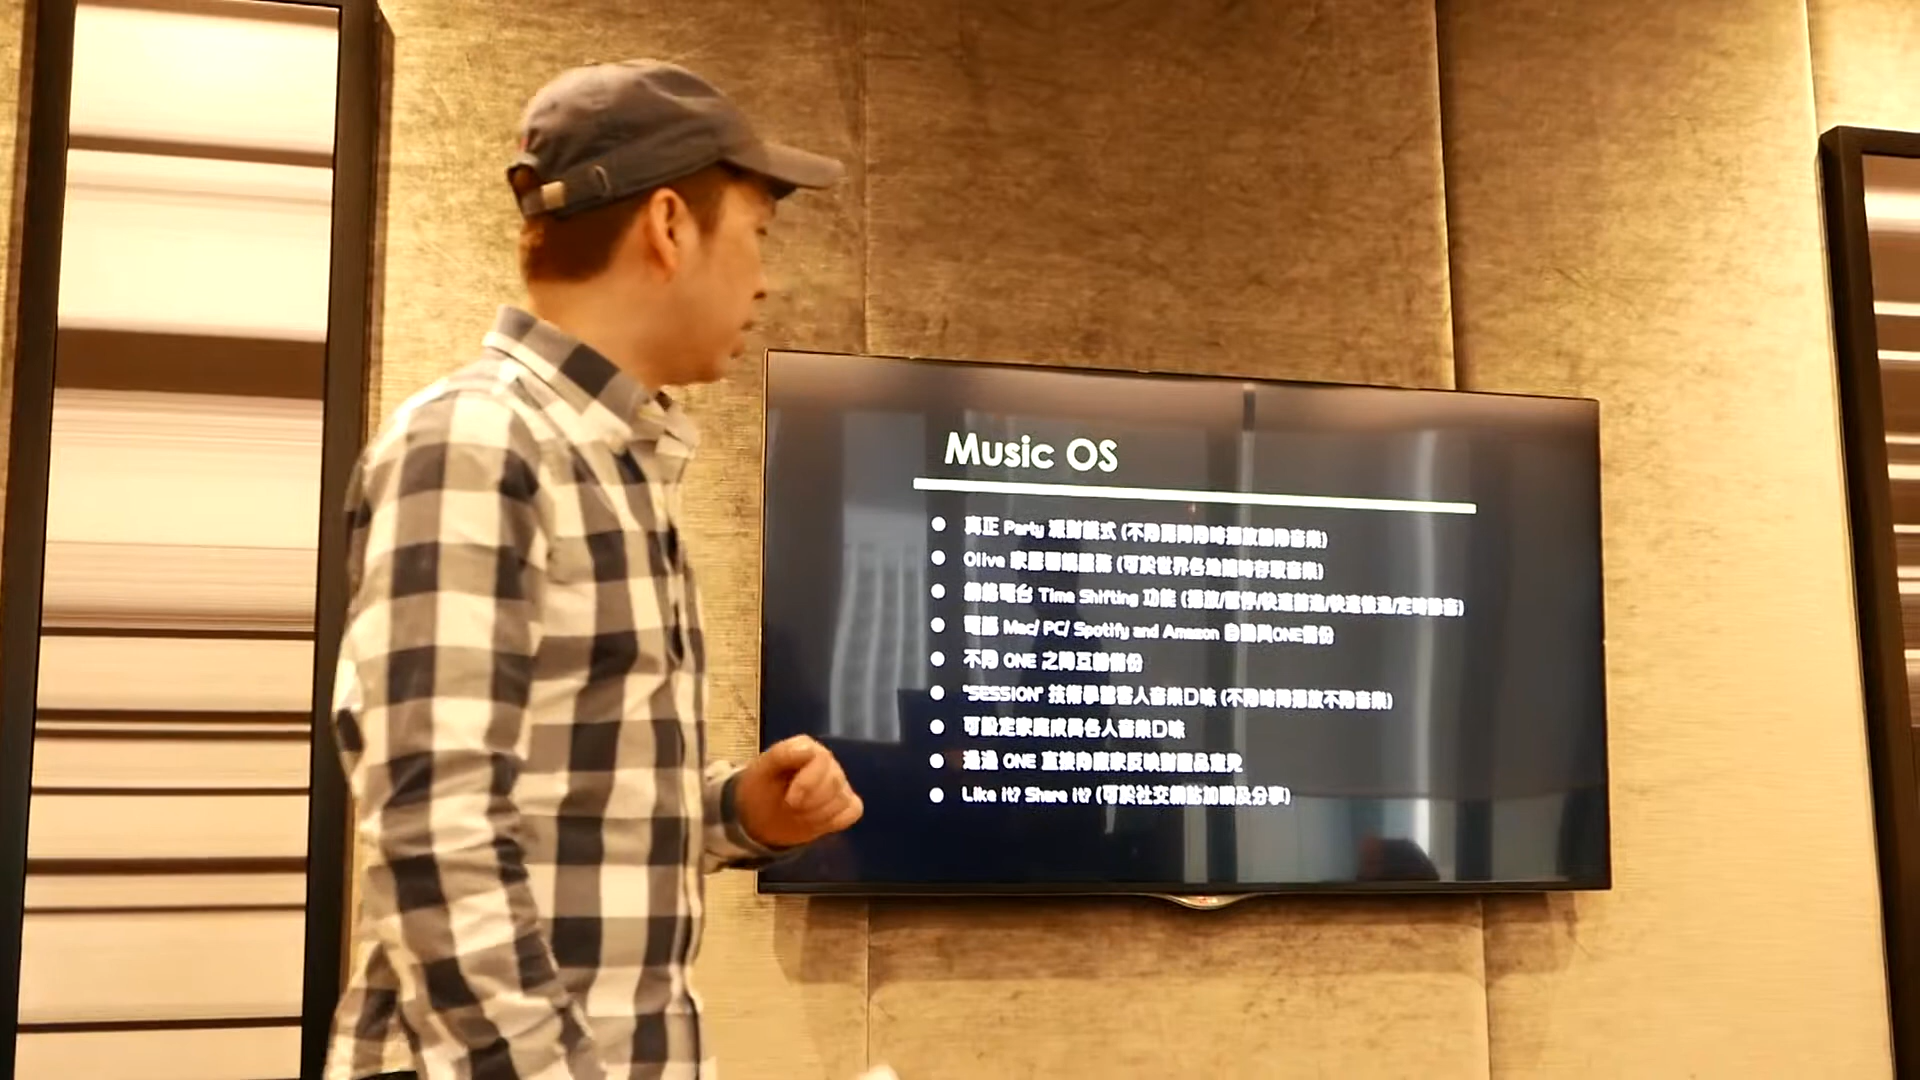 Music OS
真正 Party 派對模式 (不同房間同時播放離開音樂)
Olive 家居雲端服務 (可於世界各地隨時存取音樂)
網絡電台 Time Shifting 功能 (播放/暫停/快速前進/快速後退/定時錄音)
電腦 Mac/ PC/ Spotify and Amazon 自動與ONE備份
不同 ONE 之間互相備份
"SESSION" 技術學習客人音樂口味 (不同時間播放不同音樂)
可設定家庭成員各人音樂口味
通過 ONE 直接向廠家反映對產品意見
Like it? Share it? (可於社交網站加讚及分享)